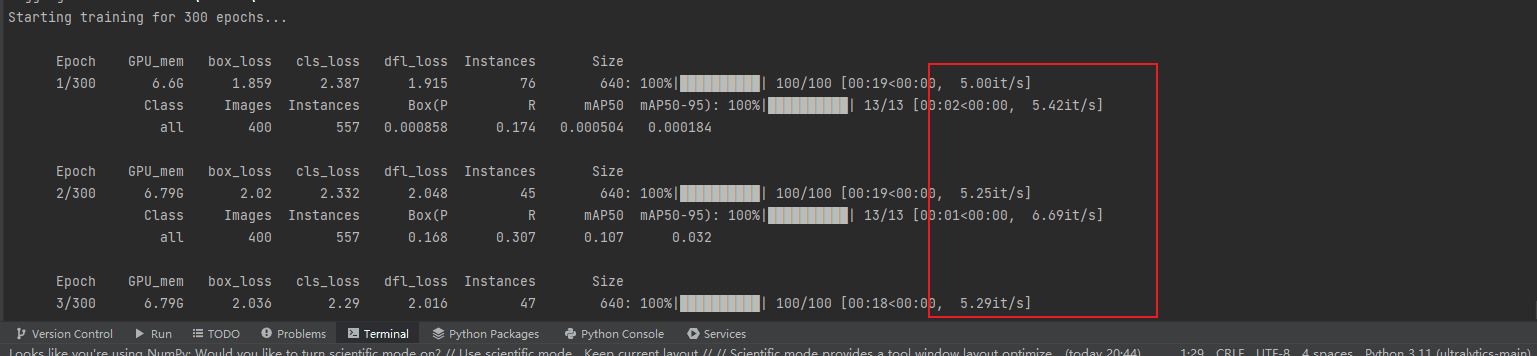 Starting training for 300 epochs...
Epoch GPU_mem box_loss cls_loss dfl_loss Instances Size
1/300 6.6G 1.859 2.387 1.915 76 640: 100%|██████████| 100/100 [00:19<00:00, 5.00it/s]
Class Images Instances Box(P R mAP50 mAP50-95): 100%|██████████| 13/13 [00:02<00:00, 5.42it/s]
all 400 557 0.000858 0.174 0.000504 0.000184
Epoch GPU_mem box_loss cls_loss dfl_loss Instances Size
2/300 6.79G 2.02 2.332 2.048 45 640: 100%|██████████| 100/100 [00:19<00:00, 5.25it/s]
Class Images Instances Box(P R mAP50 mAP50-95): 100%|██████████| 13/13 [00:01<00:00, 6.69it/s]
all 400 557 0.168 0.307 0.107 0.032
Epoch GPU_mem box_loss cls_loss dfl_loss Instances Size
3/300 6.79G 2.036 2.29 2.016 47 640: 100%|██████████| 100/100 [00:18<00:00, 5.29it/s]
Version Control Run TODO Problems Terminal Python Packages Python Console Services
Looks like you're using NumPy: Would you like to turn scientific mode on? // Use scientific mode Keep current layout // // Scientific mode provides a tool window layout optimize... (today 20:44) 1:29 CRLF UTF-8 4 spaces Python 3.11 (ultralytics-main)